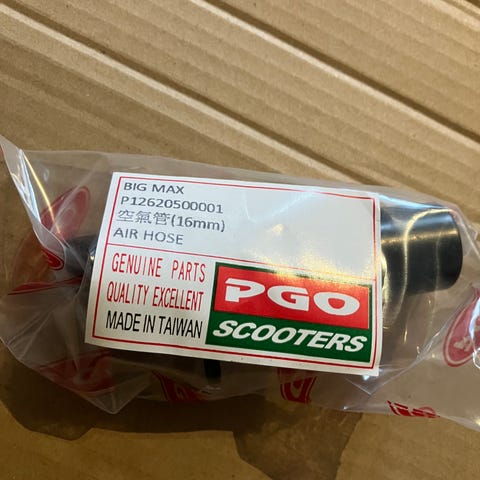 BIG MAX
P12620500001
空氣管(16mm)
AIR HOSE
GENUINE PARTS
QUALITY EXCELLENT
MADE IN TAIWAN
PGO
SCOOTERS